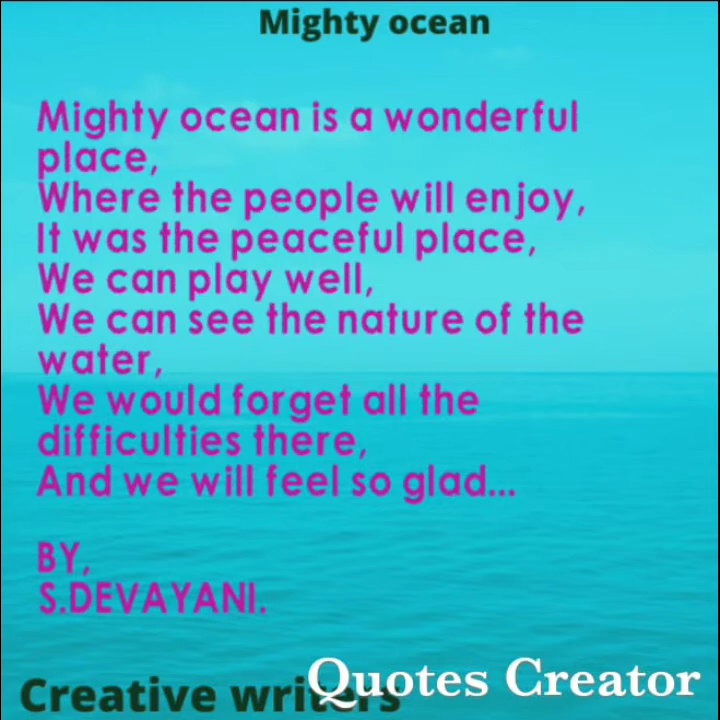 Mighty ocean
Mighty ocean is a wonderful
place,
Where the people will enjoy,
It was the peaceful place,
We can play well,
We can see the nature of the
water,
We would forget all the
difficulties there,
And we will feel so glad...
BY,
S.DEVAYANI.
Quotes Creator
Creative writers